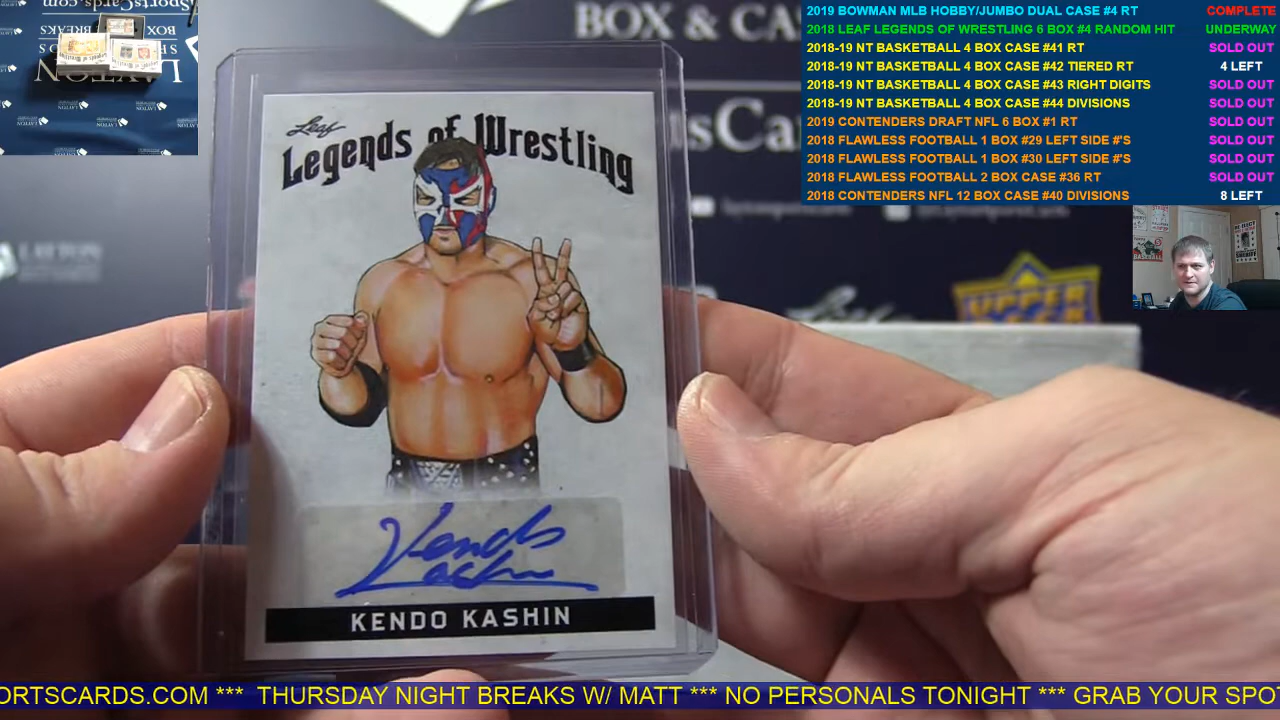 2019 BOWMAN MLB HOBBY/JUMBO DUAL CASE #4 RT COMPLETE
2018 LEAF LEGENDS OF WRESTLING 6 BOX #4 RANDOM HIT UNDERWAY
2018-19 NT BASKETBALL 4 BOX CASE #41 RT SOLD OUT
2018-19 NT BASKETBALL 4 BOX CASE #42 TIERED RT 4 LEFT
2018-19 NT BASKETBALL 4 BOX CASE #43 RIGHT DIGITS SOLD OUT
2018-19 NT BASKETBALL 4 BOX CASE #44 DIVISIONS SOLD OUT
2019 CONTENDERS DRAFT NFL 6 BOX #1 RT SOLD OUT
2018 FLAWLESS FOOTBALL 1 BOX #29 LEFT SIDE #'S SOLD OUT
2018 FLAWLESS FOOTBALL 1 BOX #30 LEFT SIDE #'S SOLD OUT
2018 FLAWLESS FOOTBALL 2 BOX CASE #36 RT SOLD OUT
2018 CONTENDERS NFL 12 BOX CASE #40 DIVISIONS 8 LEFT
BOX & CA
tsCa
Leaf
Legends of Wrestling
UPPER
Kendo
Kashin
KENDO KASHIN
ORTSCARDS.COM *** THURSDAY NIGHT BREAKS W/ MATT *** NO PERSONALS TONIGHT *** GRAB YOUR SPOT